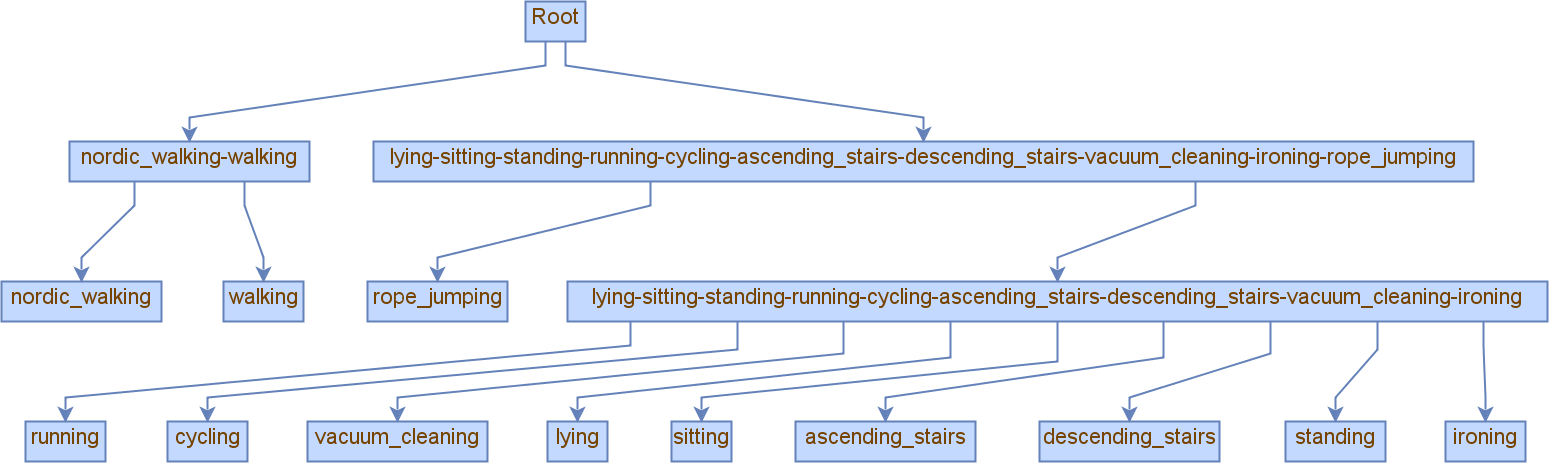 Root
nordic_walking-walking
lying-sitting-standing-running-cycling-ascending_stairs-descending_stairs-vacuum_cleaning-ironing-rope_jumping
nordic_walking
walking
rope_jumping
lying-sitting-standing-running-cycling-ascending_stairs-descending_stairs-vacuum_cleaning-ironing
running
cycling
vacuum_cleaning
lying
sitting
ascending_stairs
descending_stairs
standing
ironing